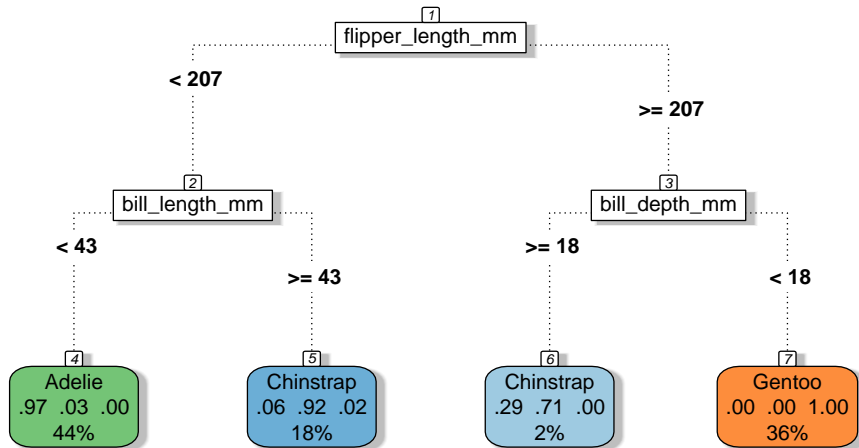 1
flipper_length_mm
< 207
>= 207
2
bill_length_mm
3
bill_depth_mm
< 43
>= 43
>= 18
< 18
4
Adelie
.97 .03 .00
44%
5
Chinstrap
.06 .92 .02
18%
6
Chinstrap
.29 .71 .00
2%
7
Gentoo
.00 .00 1.00
36%